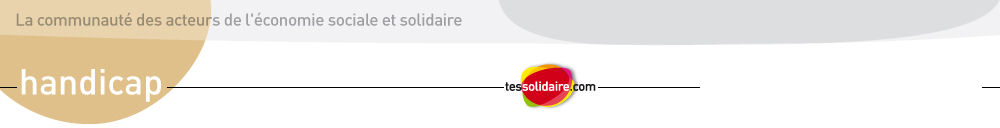 La communauté des acteurs de l'économie sociale et solidaire
handicap
tessolidaire.com